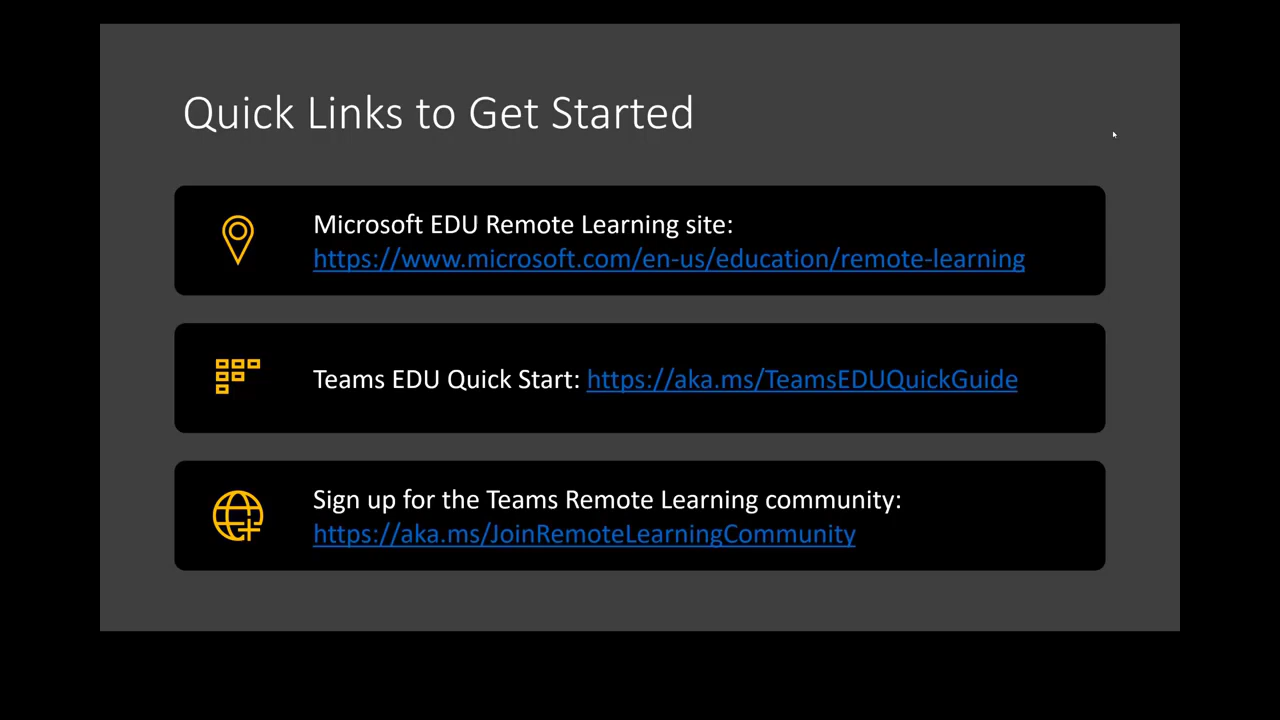 Quick Links to Get Started
Microsoft EDU Remote Learning site:
https://www.microsoft.com/en-us/education/remote-learning
Teams EDU Quick Start: https://aka.ms/TeamsEDUQuickGuide
Sign up for the Teams Remote Learning community:
https://aka.ms/JoinRemoteLearningCommunity